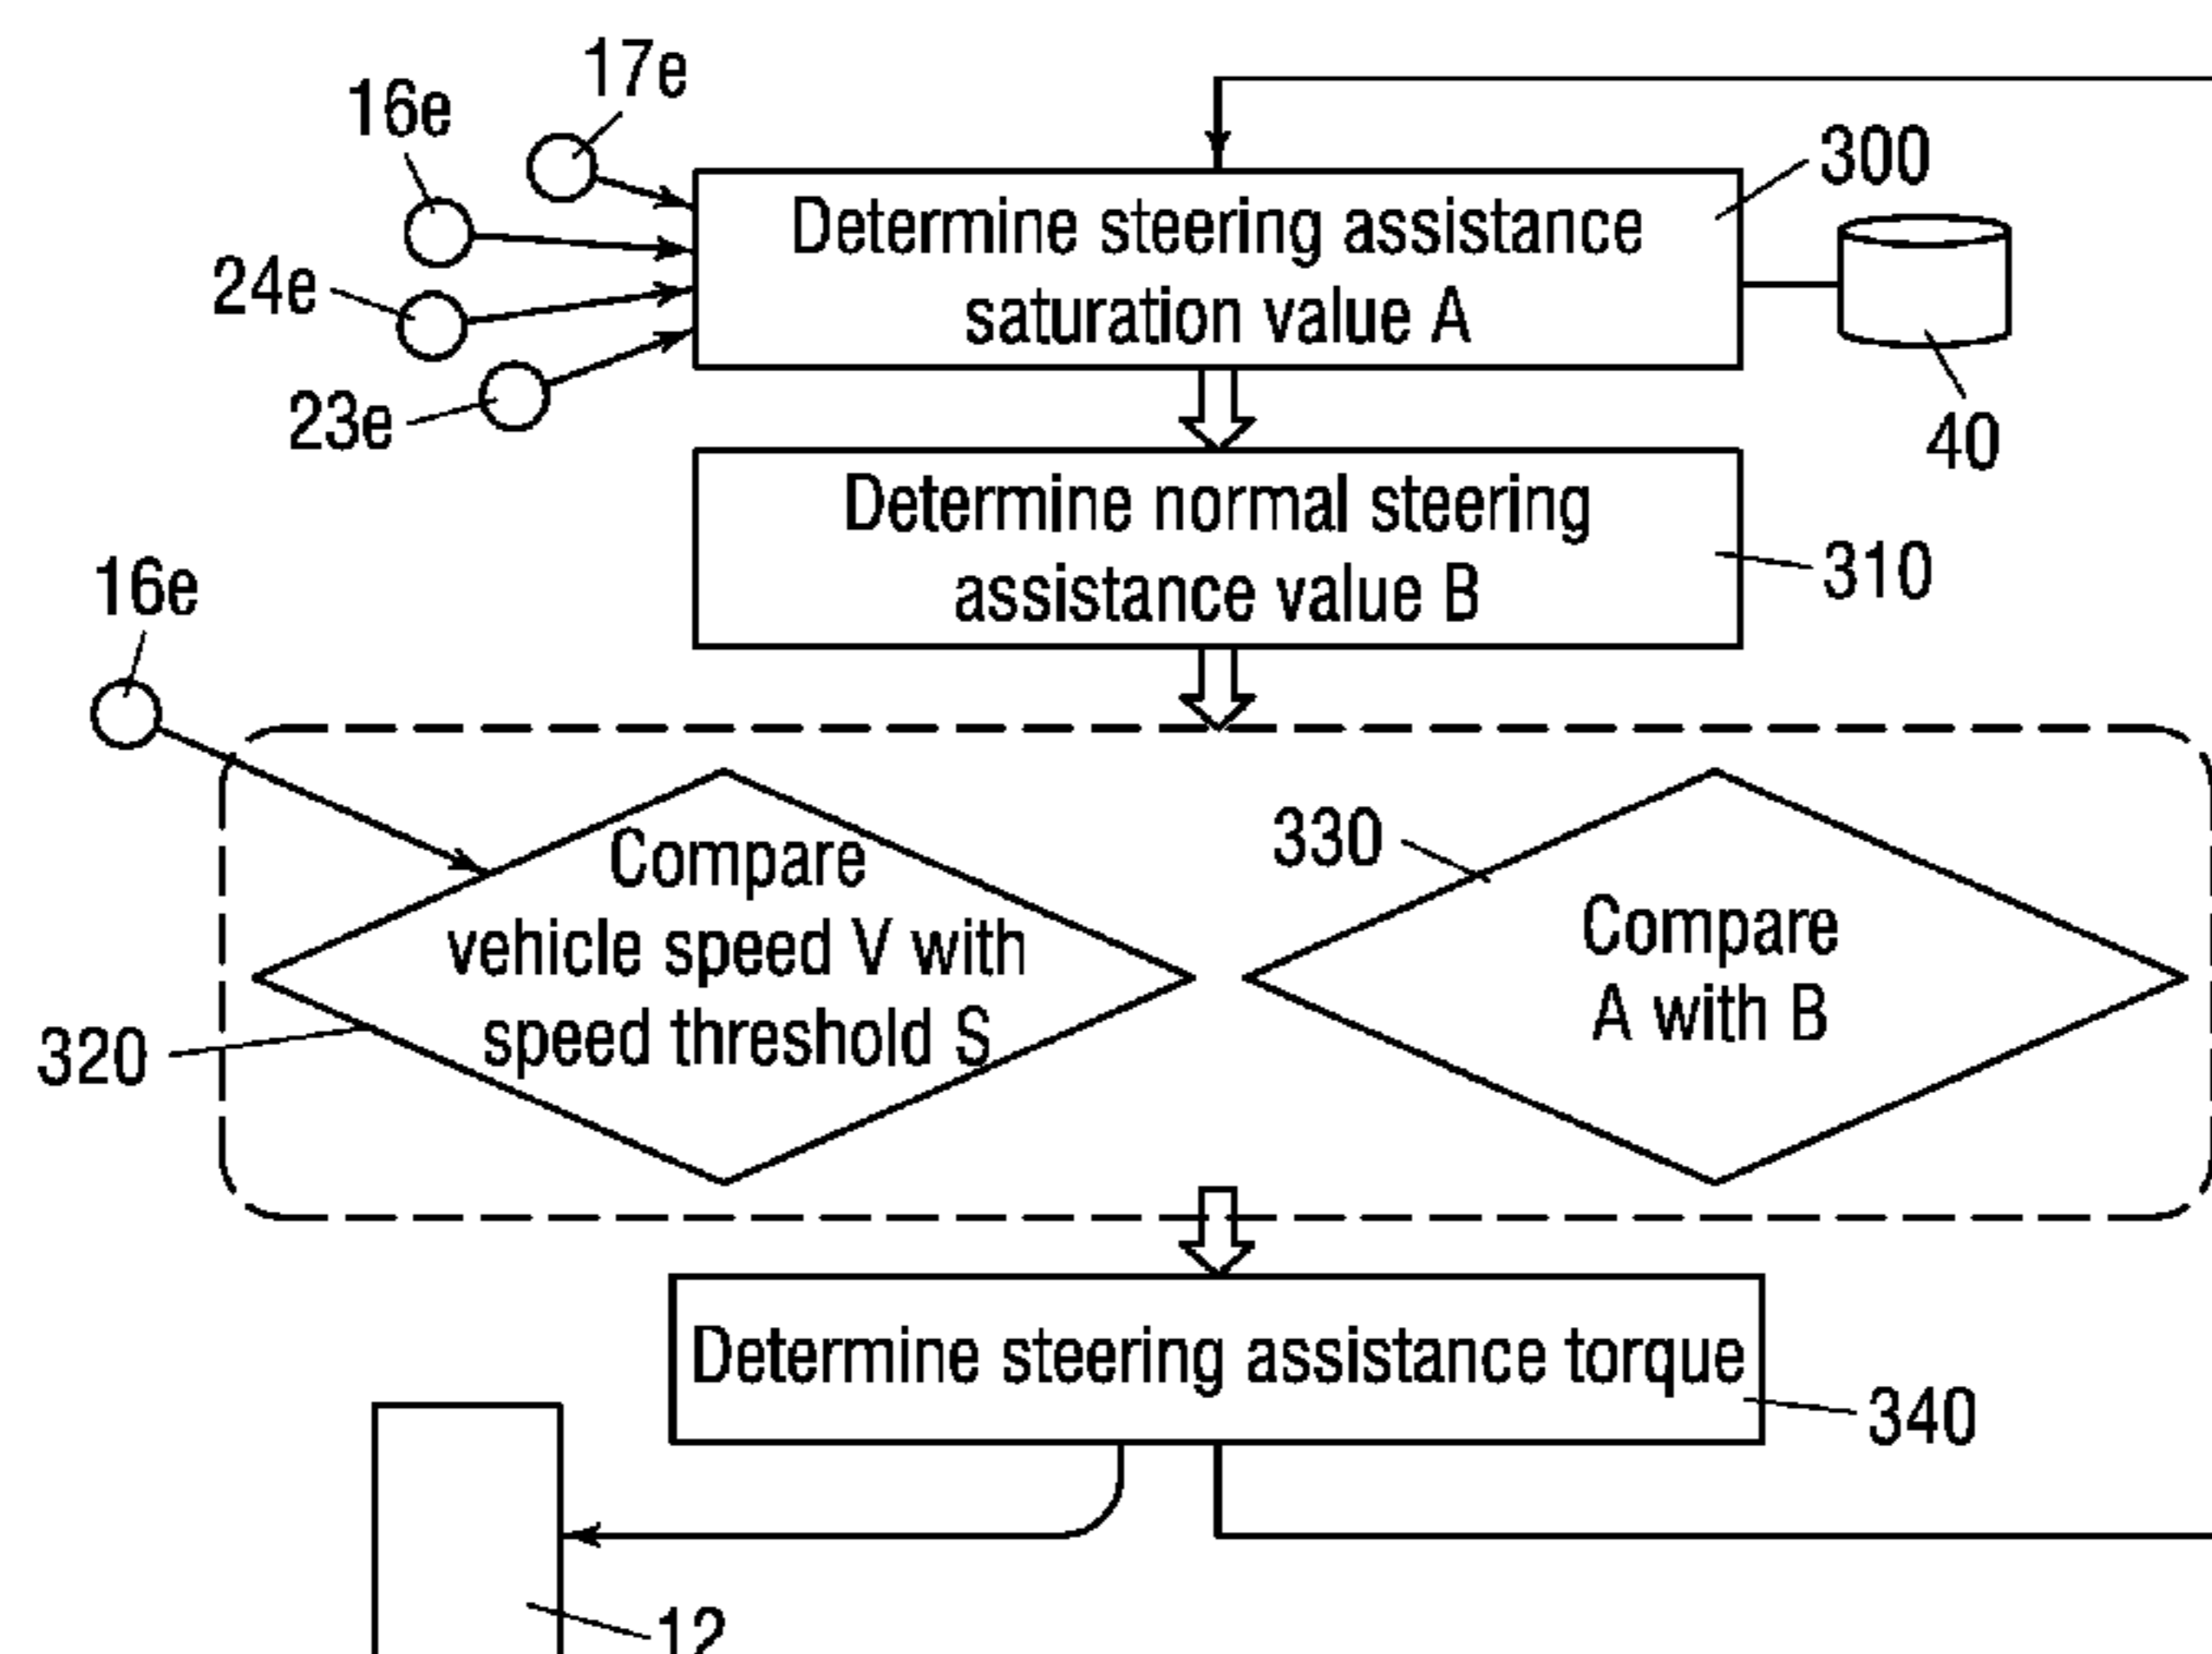 17e
16e
300
Determine steering assistance
saturation value A
24e
23e
40
Determine normal steering
assistance value B
310
16e
330
Compare
vehicle speed V with
speed threshold S
Compare
A with B
320
Determine steering assistance torque
340
12